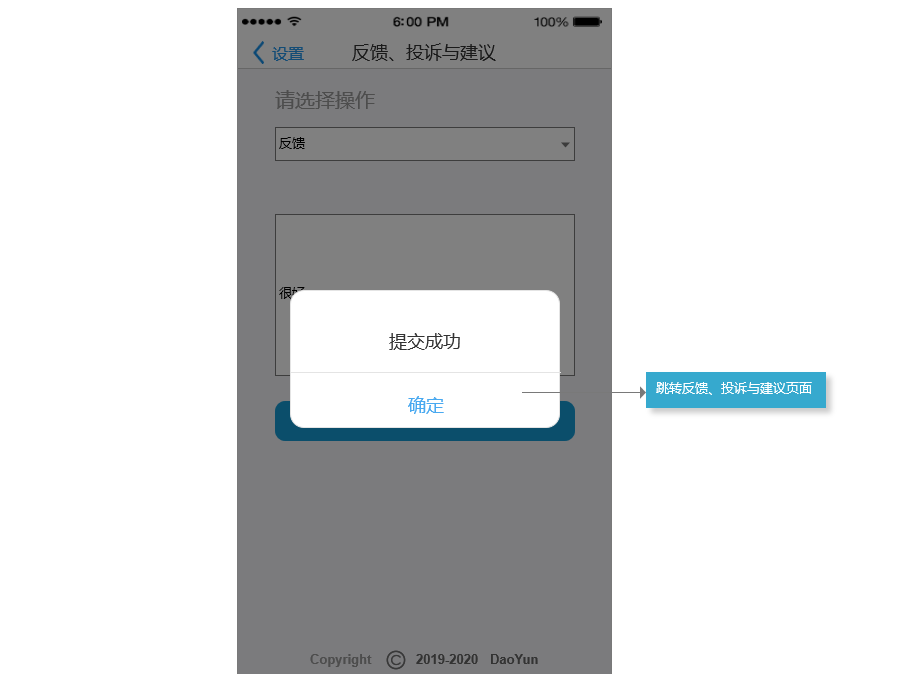 6:00 PM 100%
设置 反馈、投诉与建议
请选择操作
反馈
很好
提交成功
确定
跳转反馈、投诉与建议页面
Copyright © 2019-2020 DaoYun